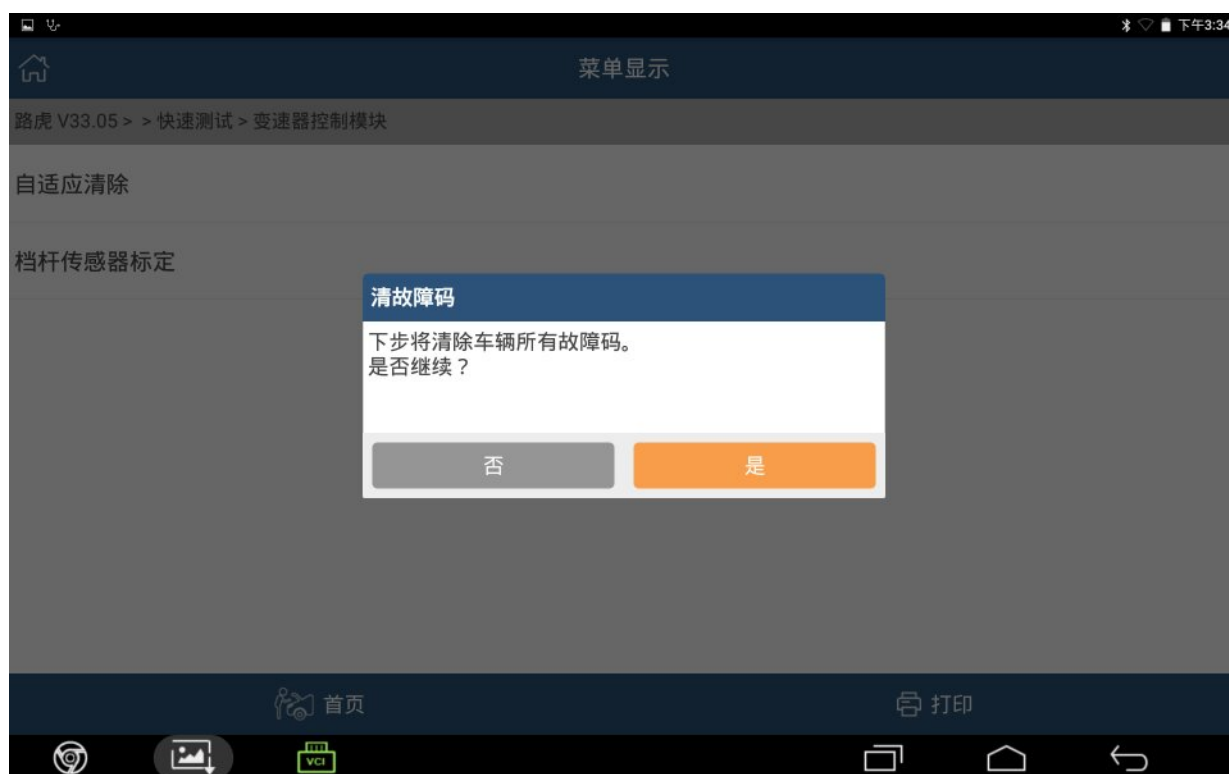 下午3:34
菜单显示
路虎 V33.05 > > 快速测试 > 变速器控制模块
自适应清除
档杆传感器标定
清故障码
下步将清除车辆所有故障码。
是否继续？
否
是
首页
打印
VCI